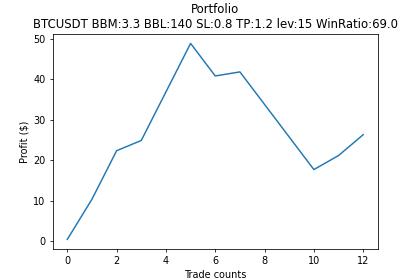 Portfolio
BTCUSDT BBM:3.3 BBL:140 SL:0.8 TP:1.2 lev:15 WinRatio:69.0
50
40
30
20
10
0
Profit ($)
0 2 4 6 8 10 12
Trade counts